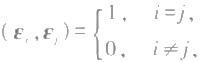 (ε_i, ε_j) = { 1, i = j,
0, i ≠ j,